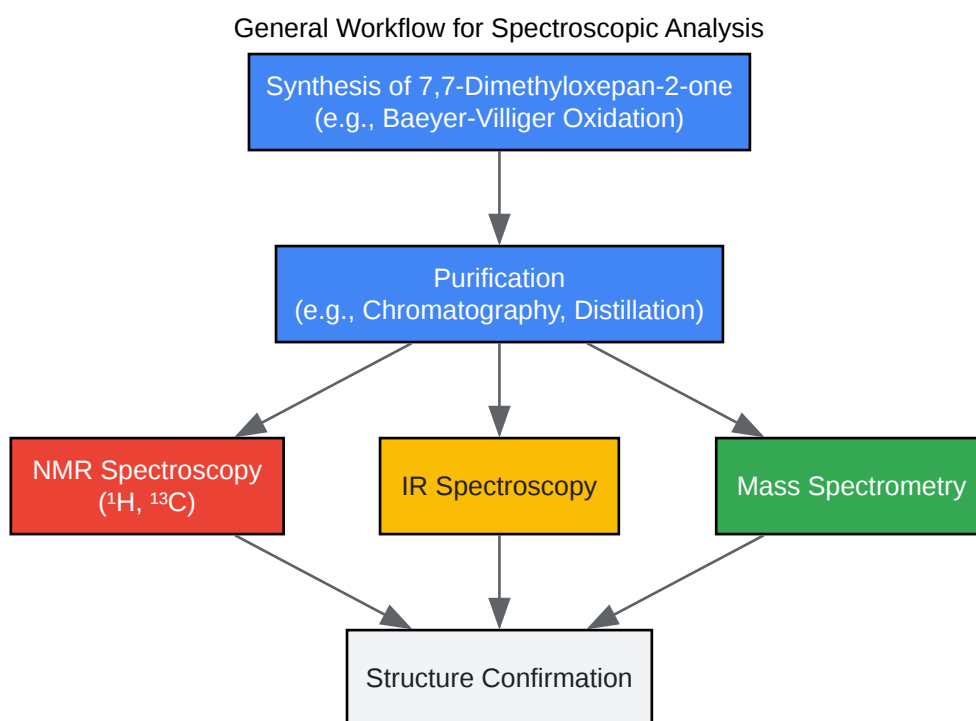 General Workflow for Spectroscopic Analysis
Synthesis of 7,7-Dimethyloxepan-2-one
(e.g., Baeyer-Villiger Oxidation)
Purification
(e.g., Chromatography, Distillation)
NMR Spectroscopy
(¹H, ¹³C)
IR Spectroscopy
Mass Spectrometry
Structure Confirmation